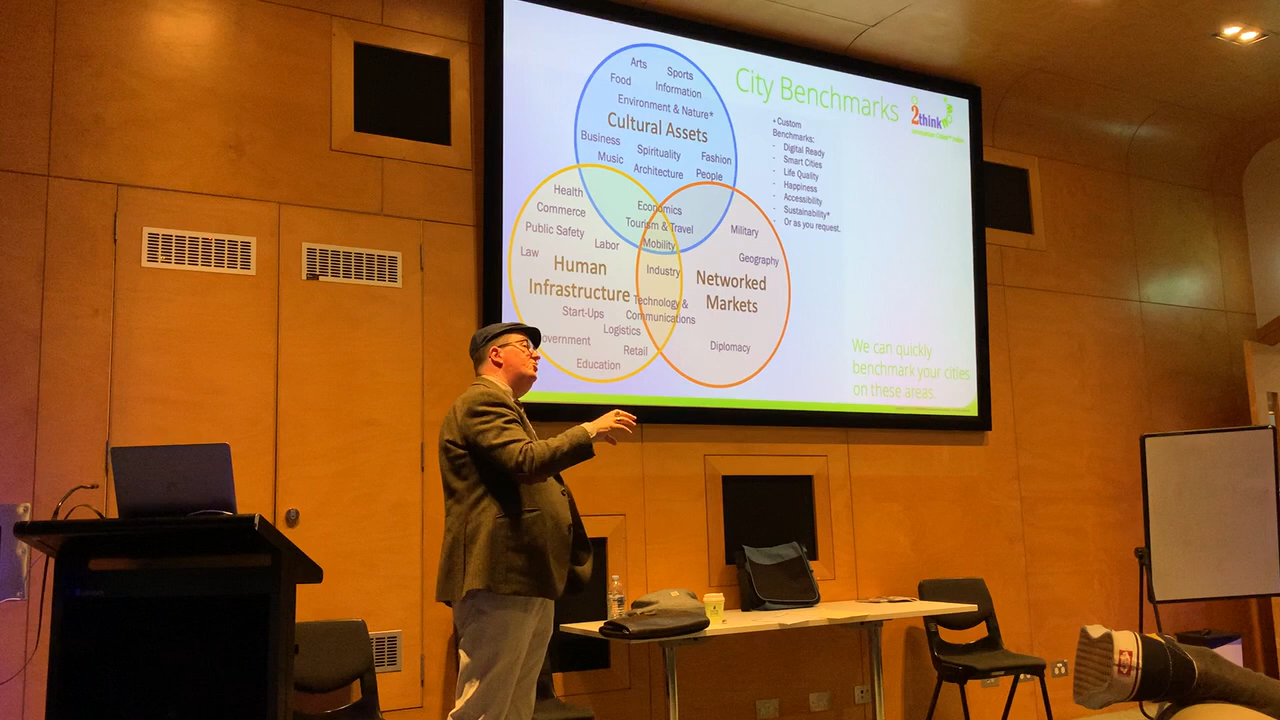 City Benchmarks
2think
Arts
Sports
Food
Information
Environment & Nature*
Cultural Assets
Business
Spirituality
Fashion
Music
Architecture
People
Health
Economics
Commerce
Tourism & Travel
Public Safety
Labor
Mobility
Law
Human
Infrastructure
Industry
Technology &
Communications
Start-Ups
Logistics
overnment
Retail
Education
Military
Geography
Networked
Markets
Diplomacy
• Custom
Benchmarks:
- Digital Ready
- Smart Cities
- Life Quality
- Happiness
- Accessibility
- Sustainability*
- Or as you request.
We can quickly
benchmark your cities
on these areas.